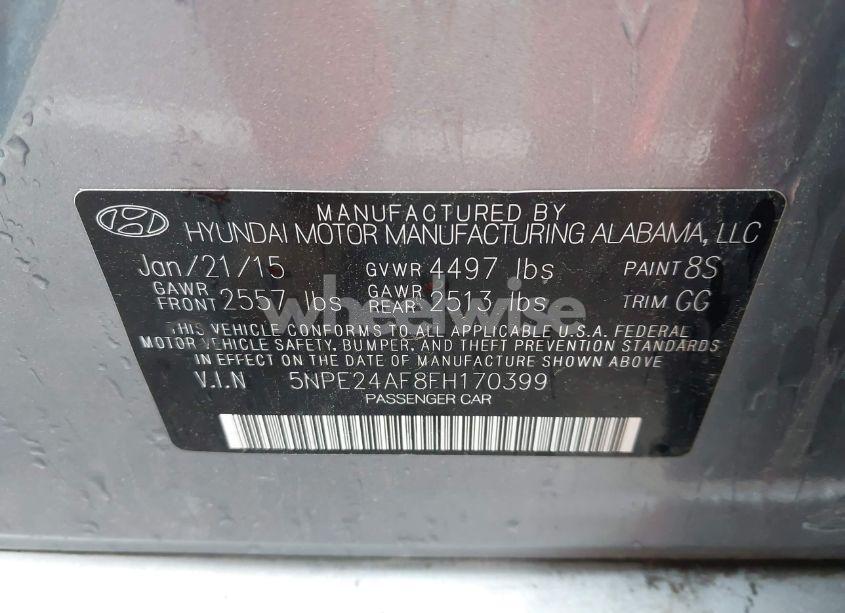 MANUFACTURED BY
HYUNDAI MOTOR MANUFACTURING ALABAMA, LLC
Jan/21/15 GVWR 4497 lbs PAINT 8S
GAWR FRONT 2557 lbs GAWR REAR 2513 lbs TRIM GG
wheelwise
THIS VEHICLE CONFORMS TO ALL APPLICABLE U.S.A. FEDERAL
MOTOR VEHICLE SAFETY, BUMPER, AND THEFT PREVENTION STANDARDS
IN EFFECT ON THE DATE OF MANUFACTURE SHOWN ABOVE
V.I.N 5NPE24AF8FH170399
PASSENGER CAR